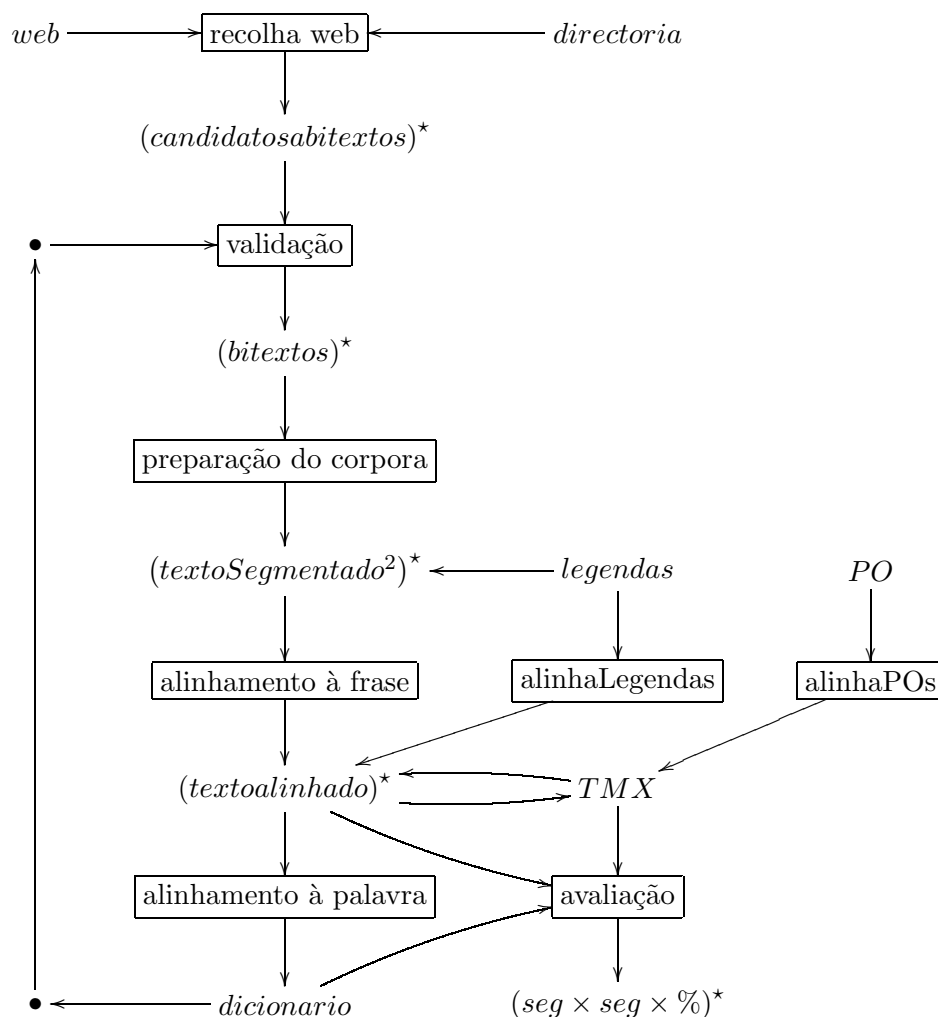 web recolha web directoria
(candidatosabitextos)*
• validação
(bitextos)*
preparação do corpora
(textoSegmentado²)* legendas PO
alinhamento à frase alinhaLegendas alinhaPOs
(textoalinhado)* TMX
alinhamento à palavra avaliação
• dicionario (seg × seg × %)*